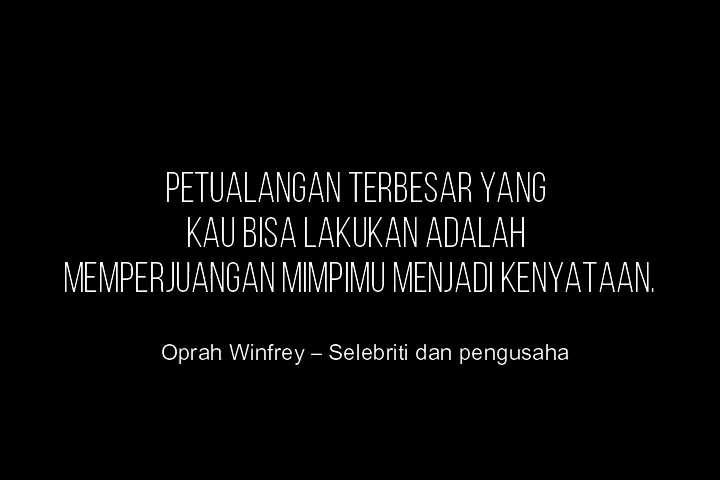 PETUALANGAN TERBESAR YANG
KAU BISA LAKUKAN ADALAH
MEMPERJUANGAN MIMPIMU MENJADI KENYATAAN.
Oprah Winfrey – Selebriti dan pengusaha